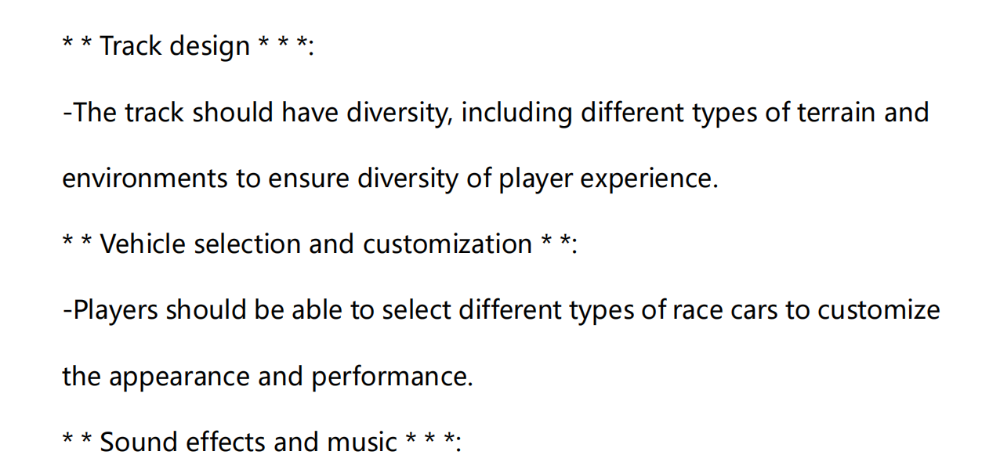 * * Track design * * *:
-The track should have diversity, including different types of terrain and
environments to ensure diversity of player experience.
* * Vehicle selection and customization * *:
-Players should be able to select different types of race cars to customize
the appearance and performance.
* * Sound effects and music * * *: